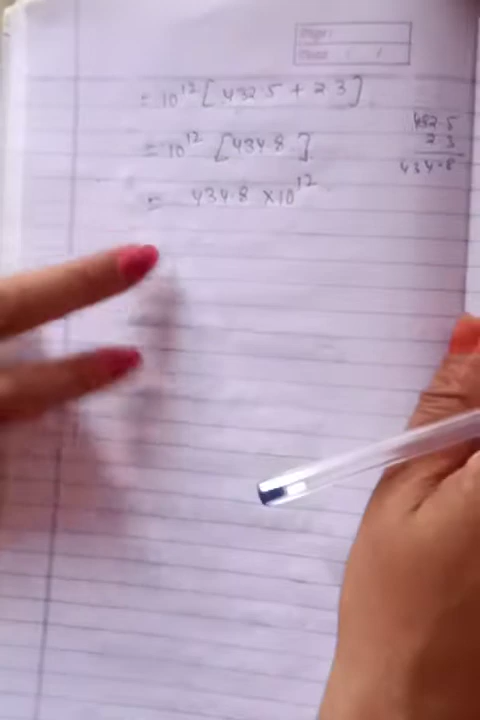 = 10¹² [432.5 + 2.3]
= 10¹² [434.8]
= 434.8 × 10¹²
432.5
2.3
434.8